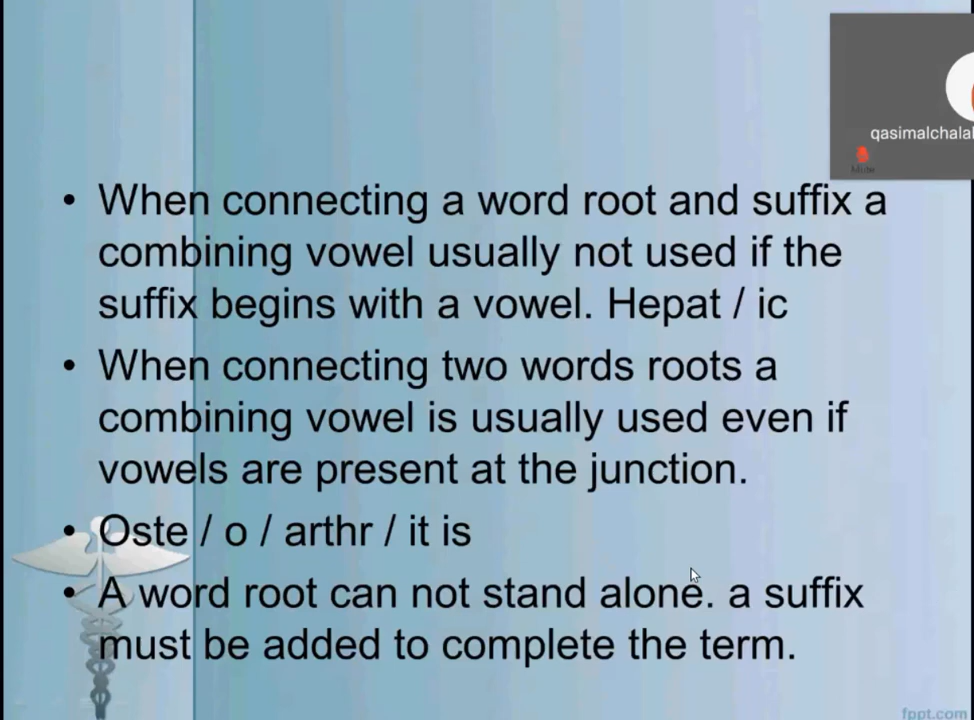 qasimalchala
Mute
• When connecting a word root and suffix a
combining vowel usually not used if the
suffix begins with a vowel. Hepat / ic
• When connecting two words roots a
combining vowel is usually used even if
vowels are present at the junction.
• Oste / o / arthr / it is
• A word root can not stand alone. a suffix
must be added to complete the term.
fppt.com